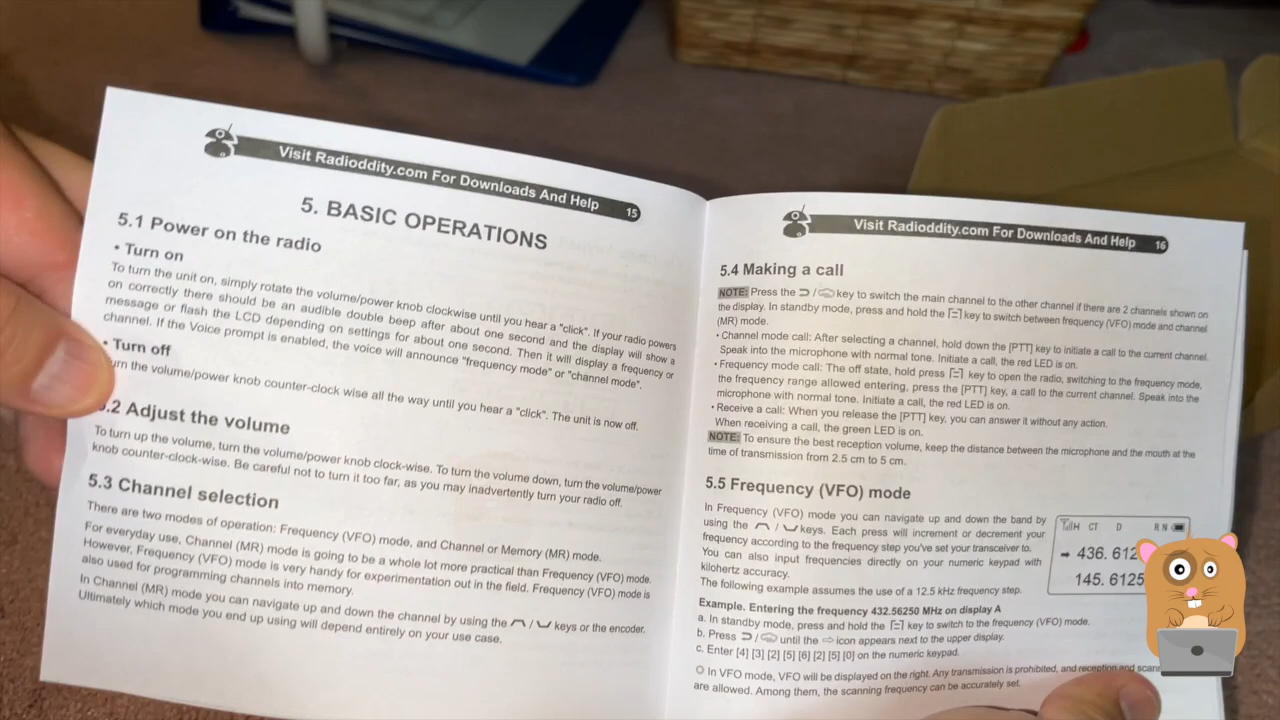 Visit Radioddity.com For Downloads And Help 15
5. BASIC OPERATIONS
5.1 Power on the radio
• Turn on
To turn the unit on, simply rotate the volume/power knob clockwise until you hear a "click". If your radio powers
on correctly there should be an audible double beep after about one second and the display will show a
message or flash the LCD depending on settings for about one second. Then it will display a frequency or
channel. If the Voice prompt is enabled, the voice will announce "frequency mode" or "channel mode".
• Turn off
the volume/power knob counter-clock wise all the way until you hear a "click". The unit is now off.
.2 Adjust the volume
To turn up the volume, turn the volume/power knob clock-wise. To turn the volume down, turn the volume/power
knob counter-clock-wise. Be careful not to turn it too far, as you may inadvertently turn your radio off.
5.3 Channel selection
There are two modes of operation: Frequency (VFO) mode, and Channel or Memory (MR) mode.
For everyday use, Channel (MR) mode is going to be a whole lot more practical than Frequency (VFO) mode.
However, Frequency (VFO) mode is very handy for experimentation out in the field. Frequency (VFO) mode is
also used for programming channels into memory.
In Channel (MR) mode you can navigate up and down the channel by using the / keys or the encoder.
Ultimately which mode you end up using will depend entirely on your use case.
Visit Radioddity.com For Downloads And Help 16
5.4 Making a call
NOTE: Press the / key to switch the main channel to the other channel if there are 2 channels shown on
the display. In standby mode, press and hold the key to switch between frequency (VFO) mode and channel
(MR) mode.
• Channel mode call: After selecting a channel, hold down the [PTT] key to initiate a call to the current channel.
Speak into the microphone with normal tone. Initiate a call, the red LED is on.
• Frequency mode call: The off state, hold press key to open the radio, switching to the frequency mode,
the frequency range allowed entering, press the [PTT] key, a call to the current channel. Speak into the
microphone with normal tone. Initiate a call, the red LED is on.
• Receive a call: When you release the [PTT] key, you can answer it without any action.
When receiving a call, the green LED is on.
NOTE: To ensure the best reception volume, keep the distance between the microphone and the mouth at the
time of transmission from 2.5 cm to 5 cm.
5.5 Frequency (VFO) mode
In Frequency (VFO) mode you can navigate up and down the band by
using the / keys. Each press will increment or decrement your
frequency according to the frequency step you've set your transceiver to.
You can also input frequencies directly on your numeric keypad with
kilohertz accuracy.
The following example assumes the use of a 12.5 kHz frequency step.
H CT D R N
436. 612
145. 6125
Example. Entering the frequency 432.56250 MHz on display A
a. In standby mode, press and hold the key to switch to the frequency (VFO) mode.
b. Press / until the ⇨ icon appears next to the upper display.
c. Enter [4] [3] [2] [5] [6] [2] [5] [0] on the numeric keypad.
In VFO mode, VFO will be displayed on the right. Any transmission is prohibited, and reception and
are allowed. Among them, the scanning frequency can be accurately set.